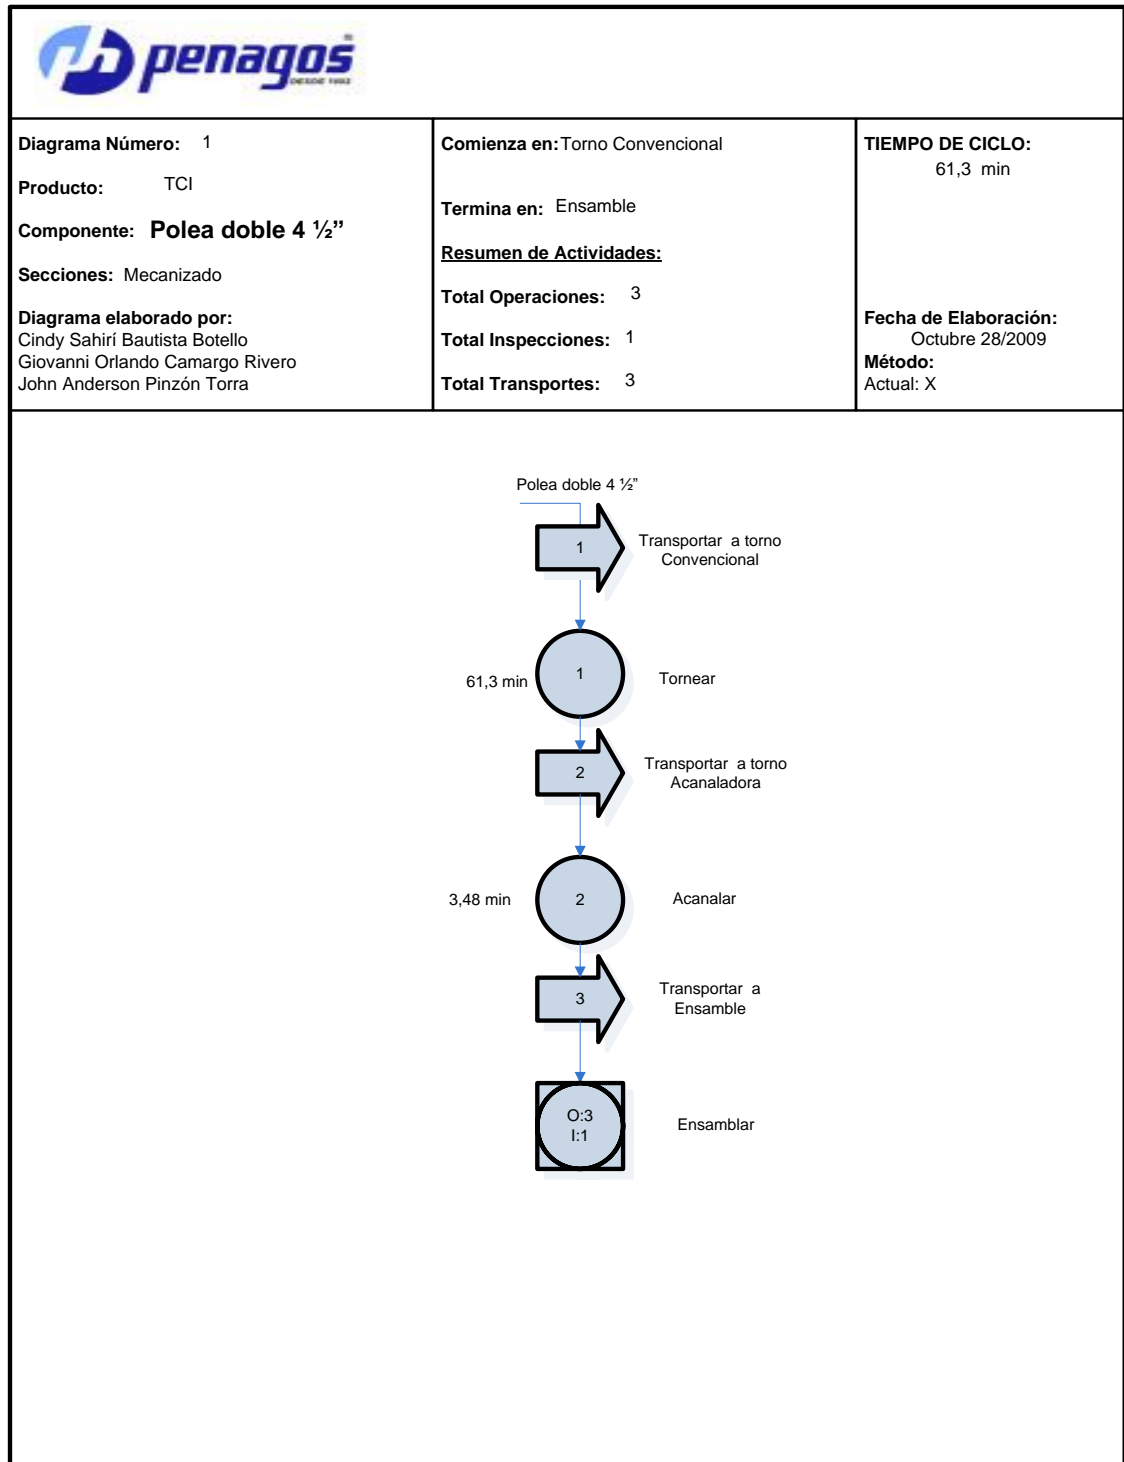 penagos
DESDE 1892
Diagrama Número: 1
Producto: TCI
Componente: Polea doble 4 ½”
Secciones: Mecanizado
Diagrama elaborado por:
Cindy Sahirí Bautista Botello
Giovanni Orlando Camargo Rivero
John Anderson Pinzón Torra
Comienza en: Torno Convencional
Termina en: Ensamble
Resumen de Actividades:
Total Operaciones: 3
Total Inspecciones: 1
Total Transportes: 3
TIEMPO DE CICLO:
61,3 min
Fecha de Elaboración:
Octubre 28/2009
Método:
Actual: X
Polea doble 4 ½”
1
Transportar a torno
Convencional
61,3 min
1
Tornear
2
Transportar a torno
Acanaladora
3,48 min
2
Acanalar
3
Transportar a
Ensamble
O:3
I:1
Ensamblar